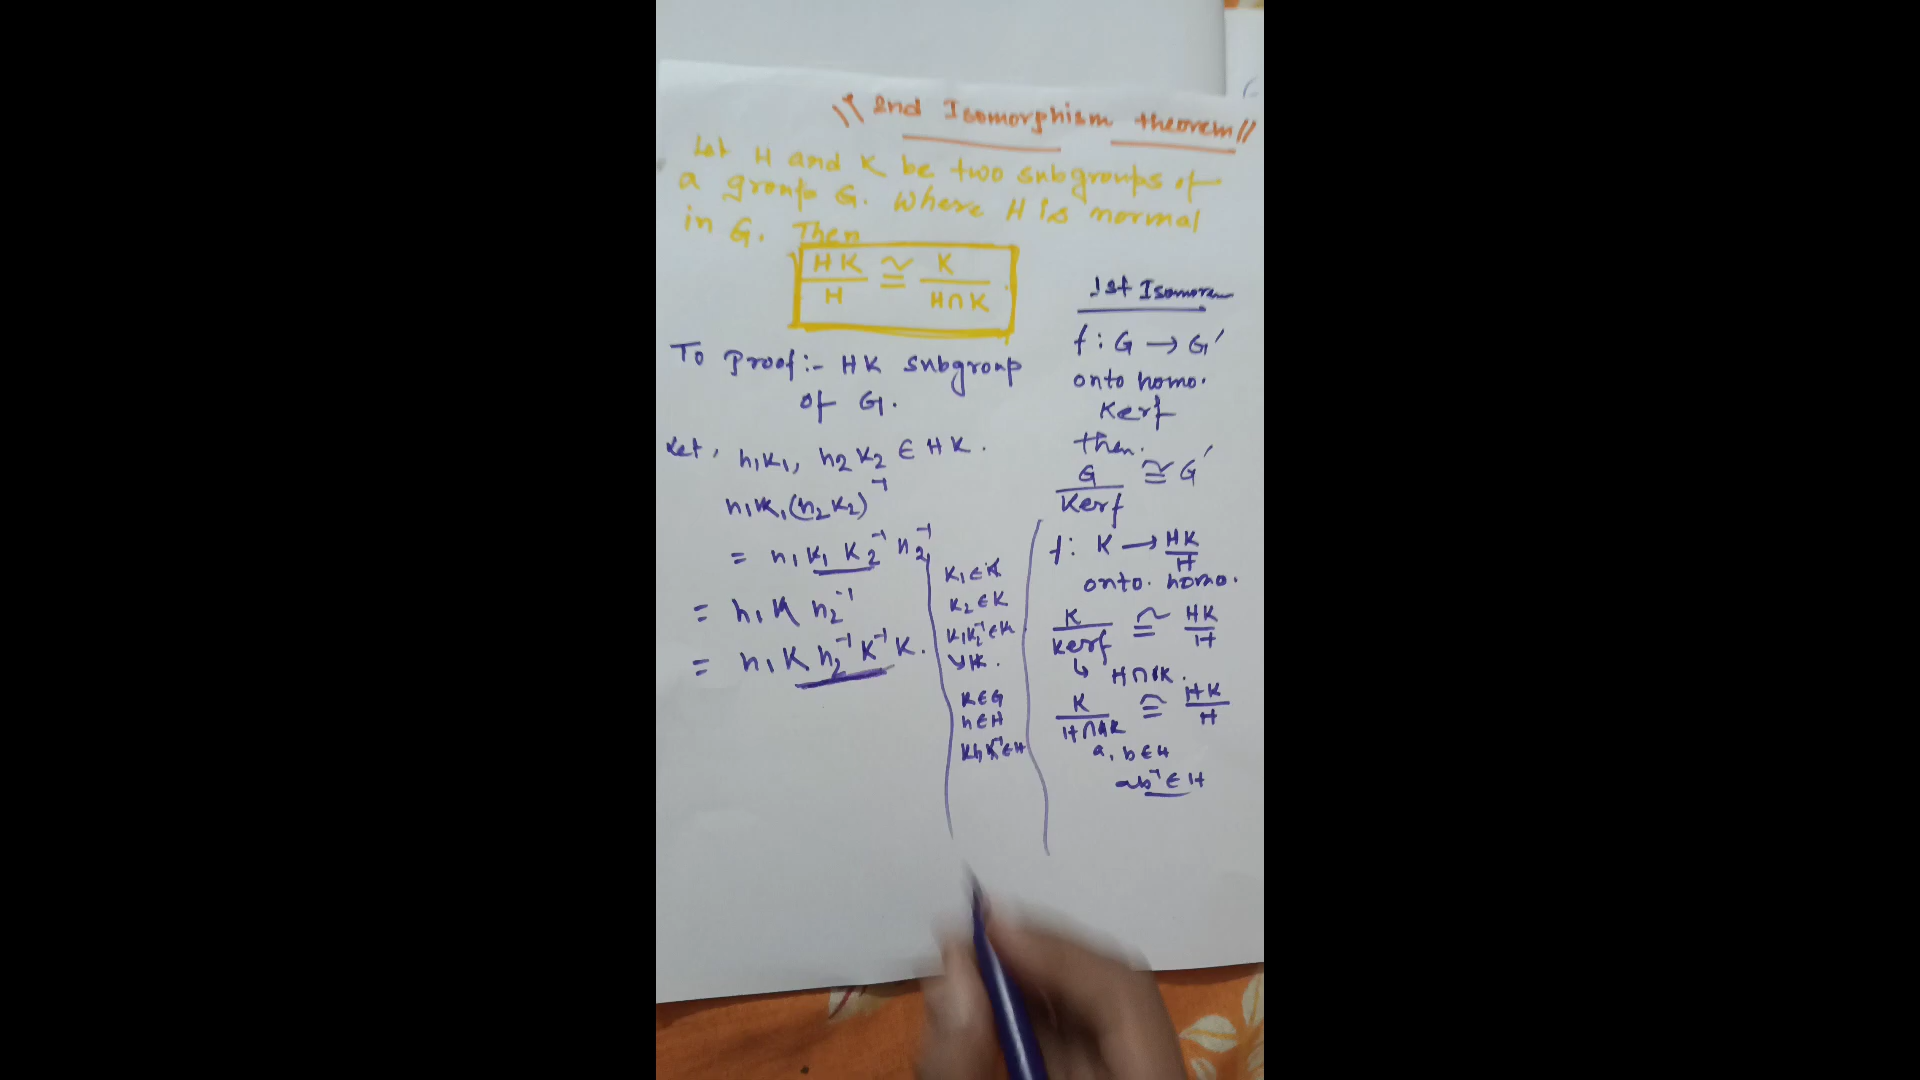 \\ 2nd Isomorphism theorem //
Let H and K be two subgroups of
a group G. Where H is normal
in G. Then
HK/H ≅ K/H∩K.
To Proof:- HK subgroup
of G.
Let, h₁k₁, h₂k₂ ∈ HK.
h₁k₁(h₂k₂)⁻¹
= h₁k₁ k₂⁻¹ h₂⁻¹
= h₁ k h₂⁻¹
= h₁ k h₂⁻¹ k⁻¹ k.
k₁ ∈ K
k₂ ∈ K
k₁k₂⁻¹ ∈ K
k ∈ G
h ∈ H
k h k⁻¹ ∈ H
1st
f : G → G'
onto homo.
Kerf
then.
G/Kerf ≅ G'
f : K → HK/H
onto. homo.
K/kerf ≅ HK/H
↳ H∩K.
K/H∩K ≅ HK/H
a, b ∈ H
ab⁻¹ ∈ H